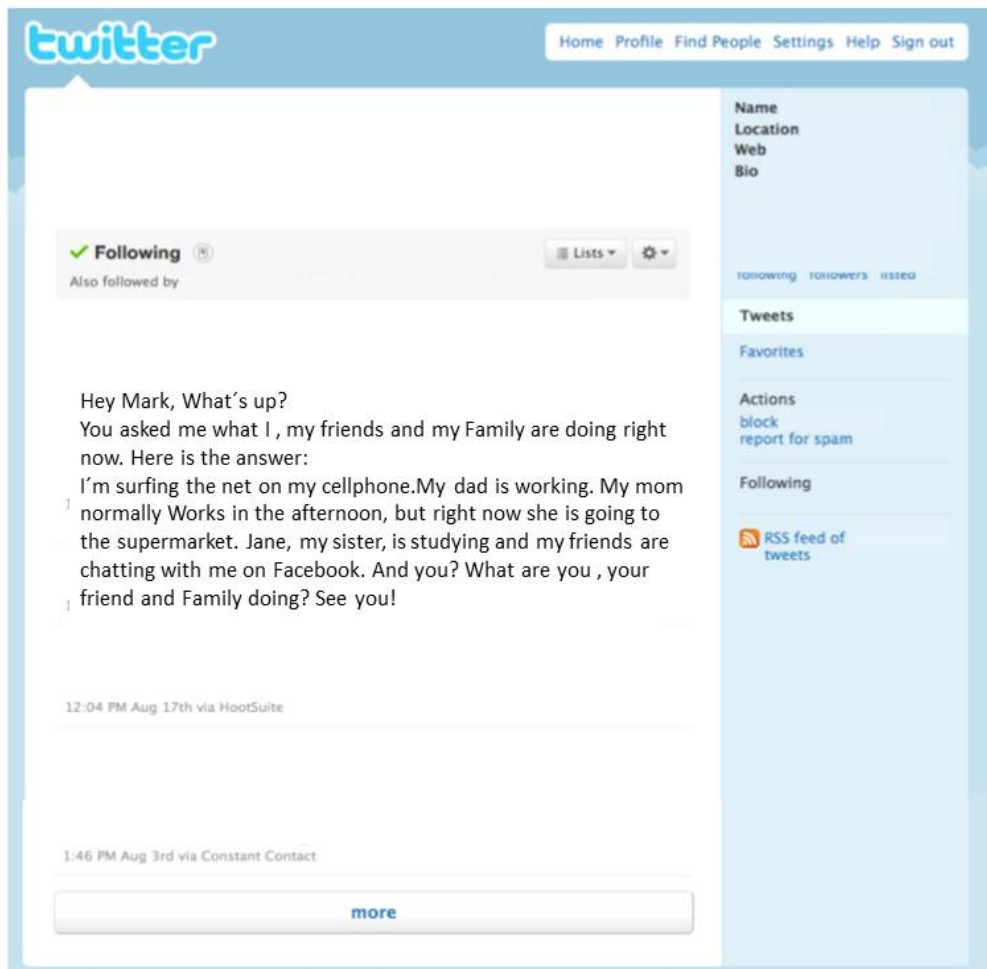 twitter
Home Profile Find People Settings Help Sign out
Name
Location
Web
Bio
✓ Following
Lists
Also followed by
following followers listed
Tweets
Favorites
Actions
block
report for spam
Following
RSS feed of
tweets
Hey Mark, What´s up?
You asked me what I , my friends and my Family are doing right
now. Here is the answer:
I´m surfing the net on my cellphone.My dad is working. My mom
normally Works in the afternoon, but right now she is going to
the supermarket. Jane, my sister, is studying and my friends are
chatting with me on Facebook. And you? What are you , your
friend and Family doing? See you!
12:04 PM Aug 17th via HootSuite
1:46 PM Aug 3rd via Constant Contact
more